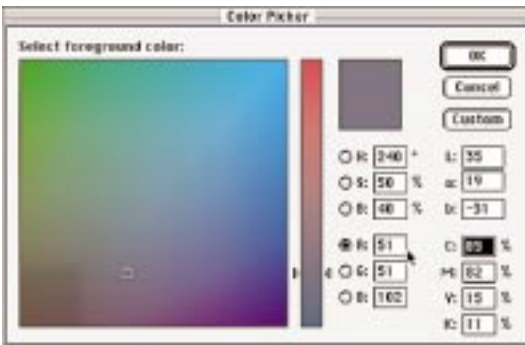 Color Picker
Select foreground color:
OK
Cancel
Custom
H: 240 °
S: 50 %
B: 40 %
R: 51
G: 51
B: 102
L: 35
a: 19
b: -31
C: 89 %
M: 82 %
Y: 15 %
K: 11 %